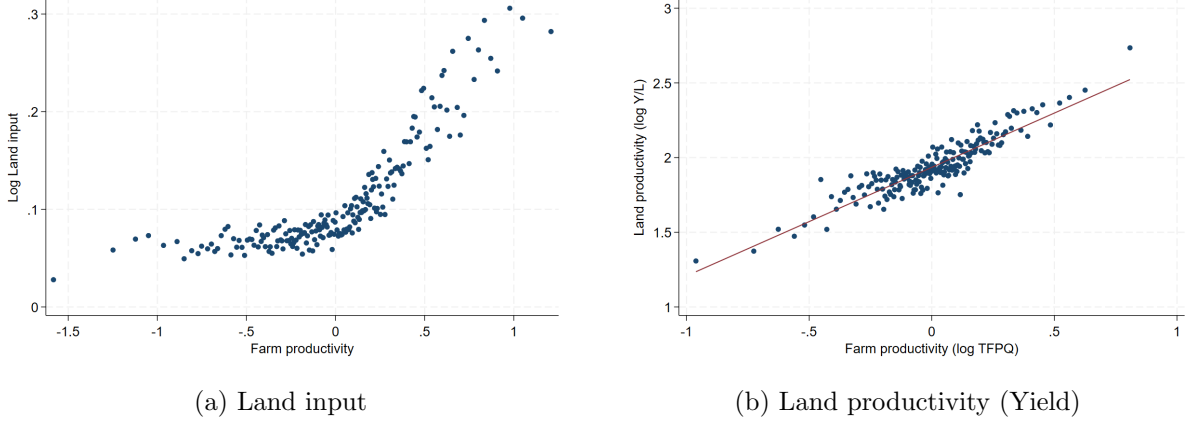 .3
.2
.1
0
Log Land input
-1.5 -1 -.5 0 .5 1
Farm productivity
(a) Land input
3
2.5
2
1.5
1
Land productivity (log Y/L)
-1 -.5 0 .5 1
Farm productivity (log TFPQ)
(b) Land productivity (Yield)